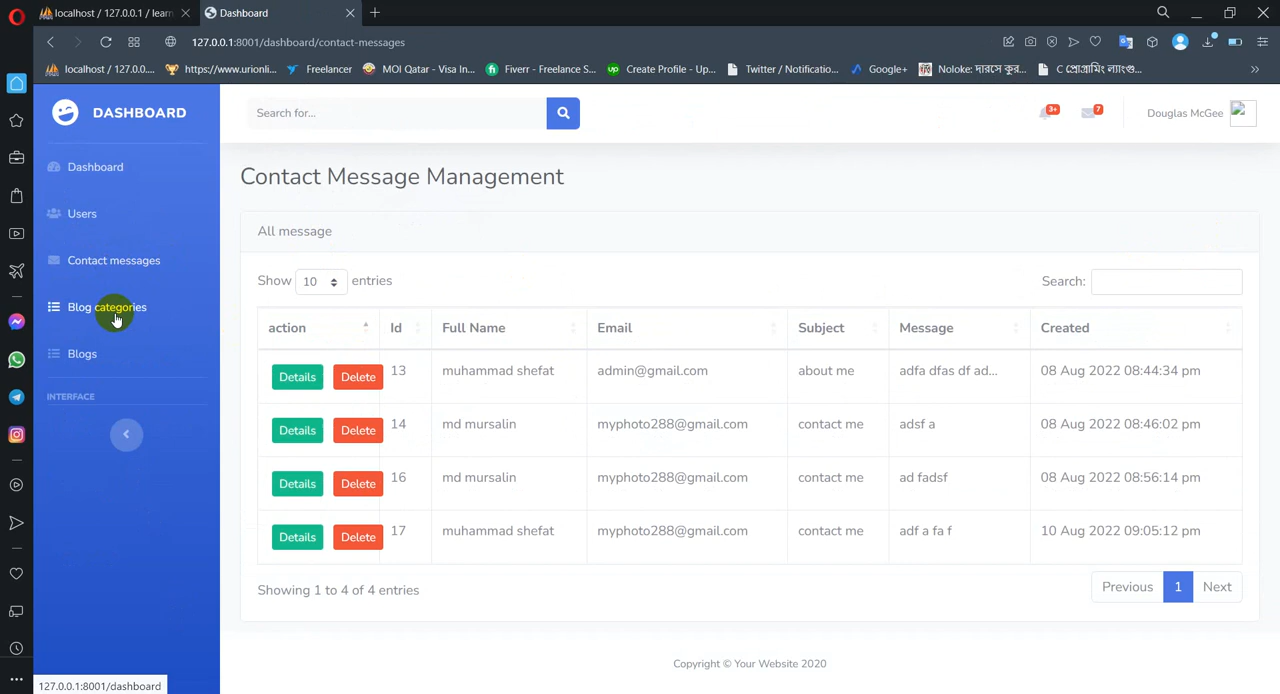 localhost / 127.0.0.1 / learn
Dashboard
127.0.0.1:8001/dashboard/contact-messages
localhost / 127.0.0....
https://www.urionli...
Freelancer
MOI Qatar - Visa In...
Fiverr - Freelance S...
Create Profile - Up...
Twitter / Notificatio...
Google+
Noloke: দারসে কুর...
C প্রোগ্রামিং ল্যাংগু...
DASHBOARD
Search for...
3+
7
Douglas McGee
Dashboard
Users
Contact messages
Blog categories
Blogs
INTERFACE
Contact Message Management
All message
Show 10 entries
Search:
action Id Full Name Email Subject Message Created
Details Delete 13 muhammad shefat admin@gmail.com about me adfa dfas df ad... 08 Aug 2022 08:44:34 pm
Details Delete 14 md mursalin myphoto288@gmail.com contact me adsf a 08 Aug 2022 08:46:02 pm
Details Delete 16 md mursalin myphoto288@gmail.com contact me ad fadsf 08 Aug 2022 08:56:14 pm
Details Delete 17 muhammad shefat myphoto288@gmail.com contact me adf a fa f 10 Aug 2022 09:05:12 pm
Showing 1 to 4 of 4 entries
Previous 1 Next
Copyright © Your Website 2020
127.0.0.1:8001/dashboard